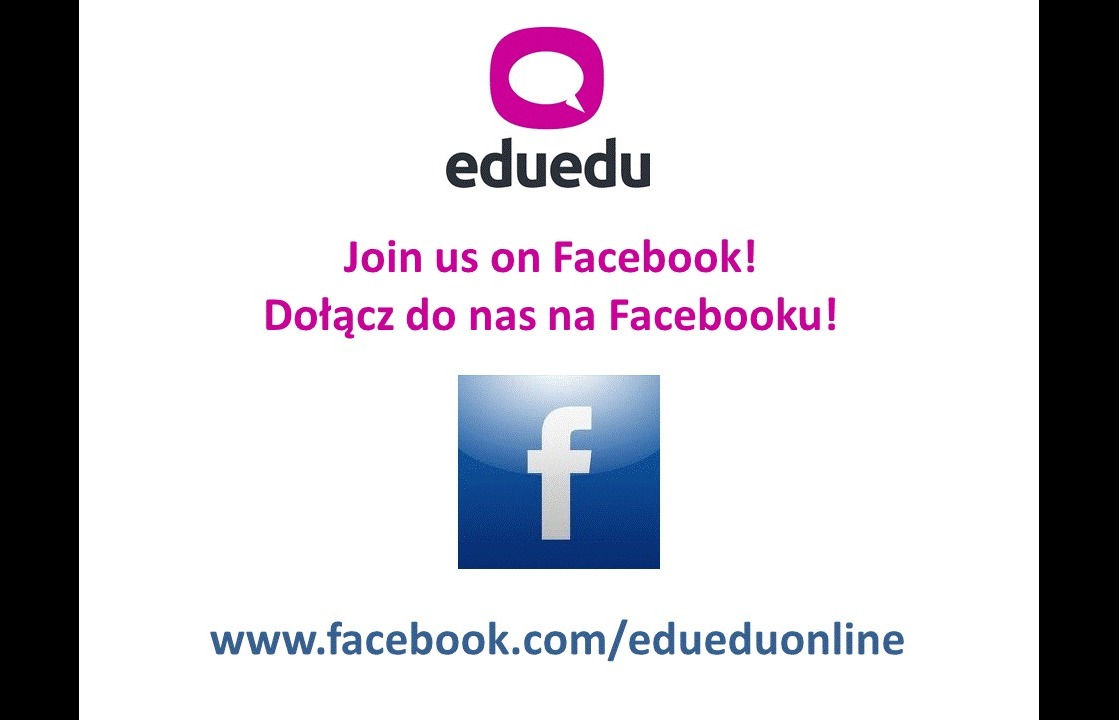 eduedu
Join us on Facebook!
Dołącz do nas na Facebooku!
f
www.facebook.com/edueduonline